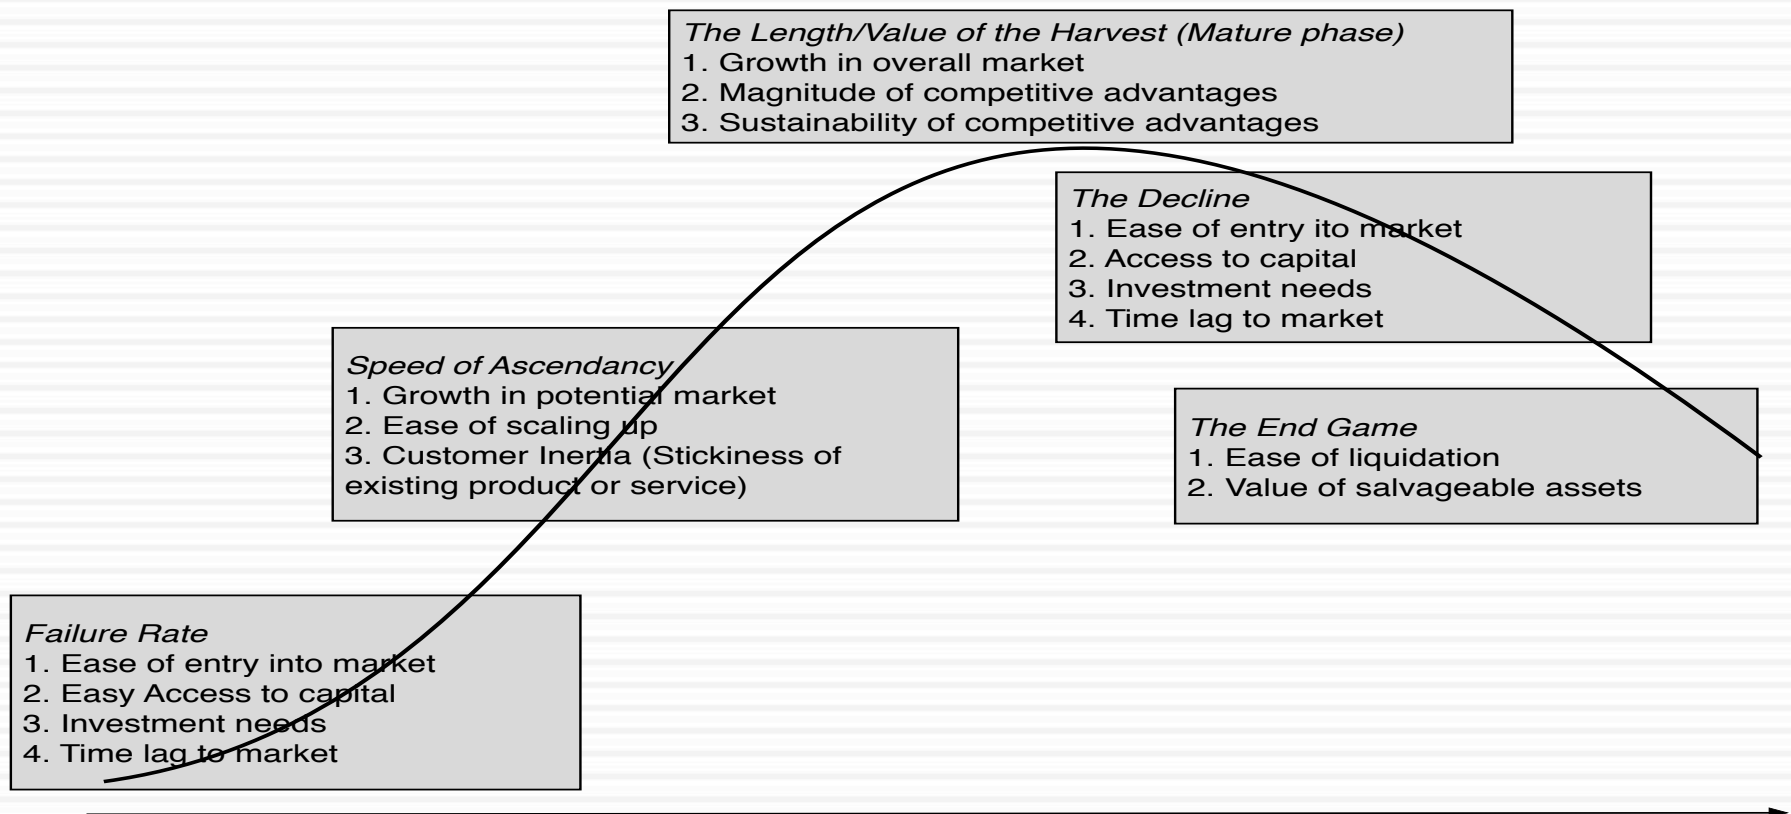 The Length/Value of the Harvest (Mature phase)
1. Growth in overall market
2. Magnitude of competitive advantages
3. Sustainability of competitive advantages
The Decline
1. Ease of entry ito market
2. Access to capital
3. Investment needs
4. Time lag to market
Speed of Ascendancy
1. Growth in potential market
2. Ease of scaling up
3. Customer Inertia (Stickiness of
existing product or service)
The End Game
1. Ease of liquidation
2. Value of salvageable assets
Failure Rate
1. Ease of entry into market
2. Easy Access to capital
3. Investment needs
4. Time lag to market